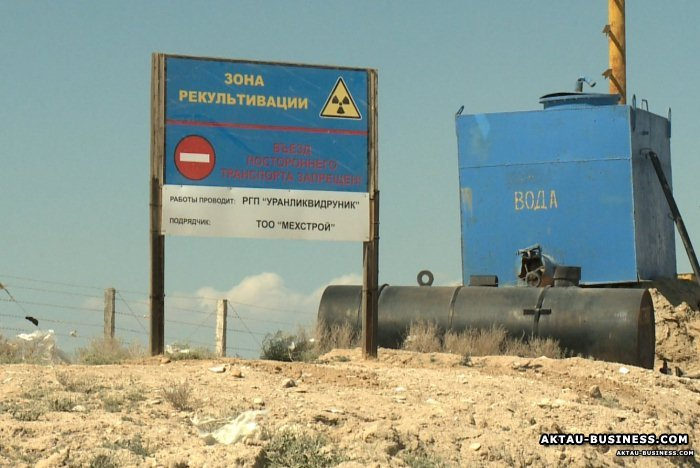 ЗОНА
РЕКУЛЬТИВАЦИИ
ВЪЕЗД
ПОСТОРОННЕГО
ТРАНСПОРТА ЗАПРЕЩЕН!
РАБОТЫ ПРОВОДИТ: РГП "УРАНЛИКВИДРУНИК"
ПОДРЯДЧИК: ТОО "МЕХСТРОЙ"
ВОДА
AKTAU-BUSINESS.COM
AKTAU-BUSINESS.COM